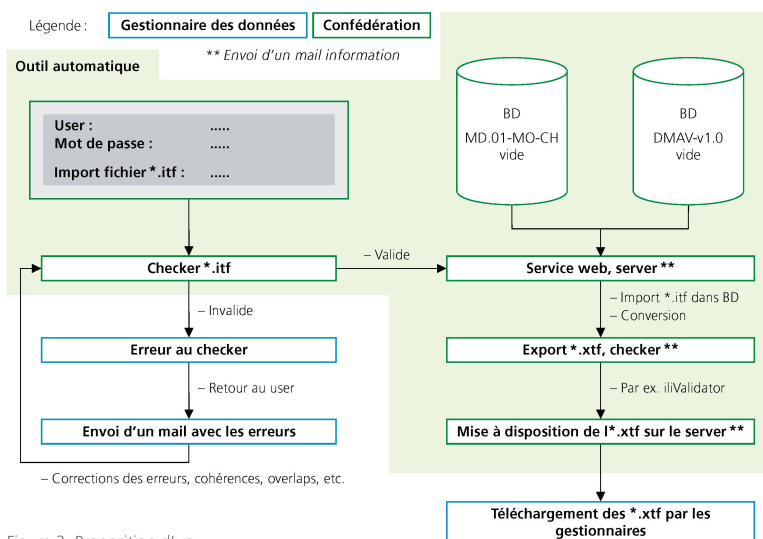 Légende :
Gestionnaire des données
Confédération
** Envoi d'un mail information
Outil automatique
User : .....
Mot de passe : .....
Import fichier *.itf : .....
BD
MD.01-MO-CH
vide
BD
DMAV-v1.0
vide
Checker *.itf
– Valide
Service web, server **
– Invalide
– Import *.itf dans BD
– Conversion
Erreur au checker
Export *.xtf, checker **
– Retour au user
– Par ex. iliValidator
Envoi d'un mail avec les erreurs
Mise à disposition de l*.xtf sur le server **
– Corrections des erreurs, cohérences, overlaps, etc.
Téléchargement des *.xtf par les
gestionnaires